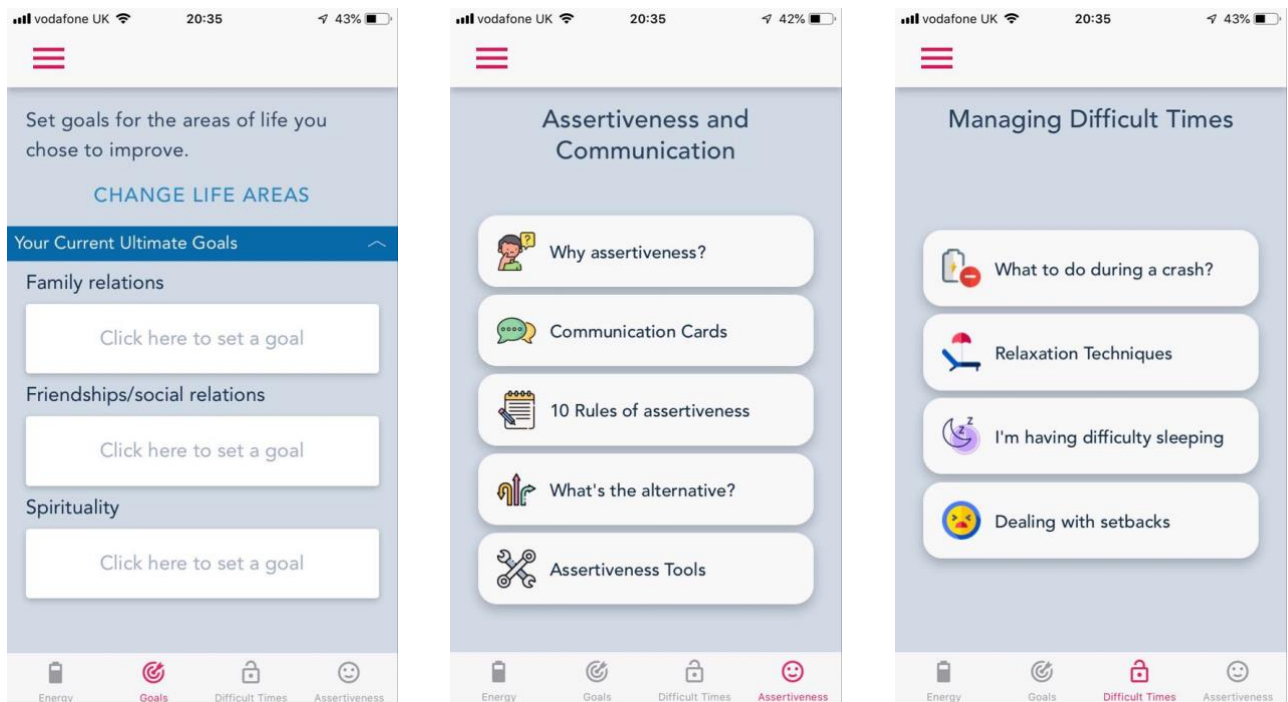 vodafone UK 20:35 43%
Set goals for the areas of life you
chose to improve.
CHANGE LIFE AREAS
Your Current Ultimate Goals
Family relations
Click here to set a goal
Friendships/social relations
Click here to set a goal
Spirituality
Click here to set a goal
Energy Goals Difficult Times Assertiveness
vodafone UK 20:35 42%
Assertiveness and
Communication
Why assertiveness?
Communication Cards
10 Rules of assertiveness
What's the alternative?
Assertiveness Tools
Energy Goals Difficult Times Assertiveness
vodafone UK 20:35 43%
Managing Difficult Times
What to do during a crash?
Relaxation Techniques
I'm having difficulty sleeping
Dealing with setbacks
Energy Goals Difficult Times Assertiveness